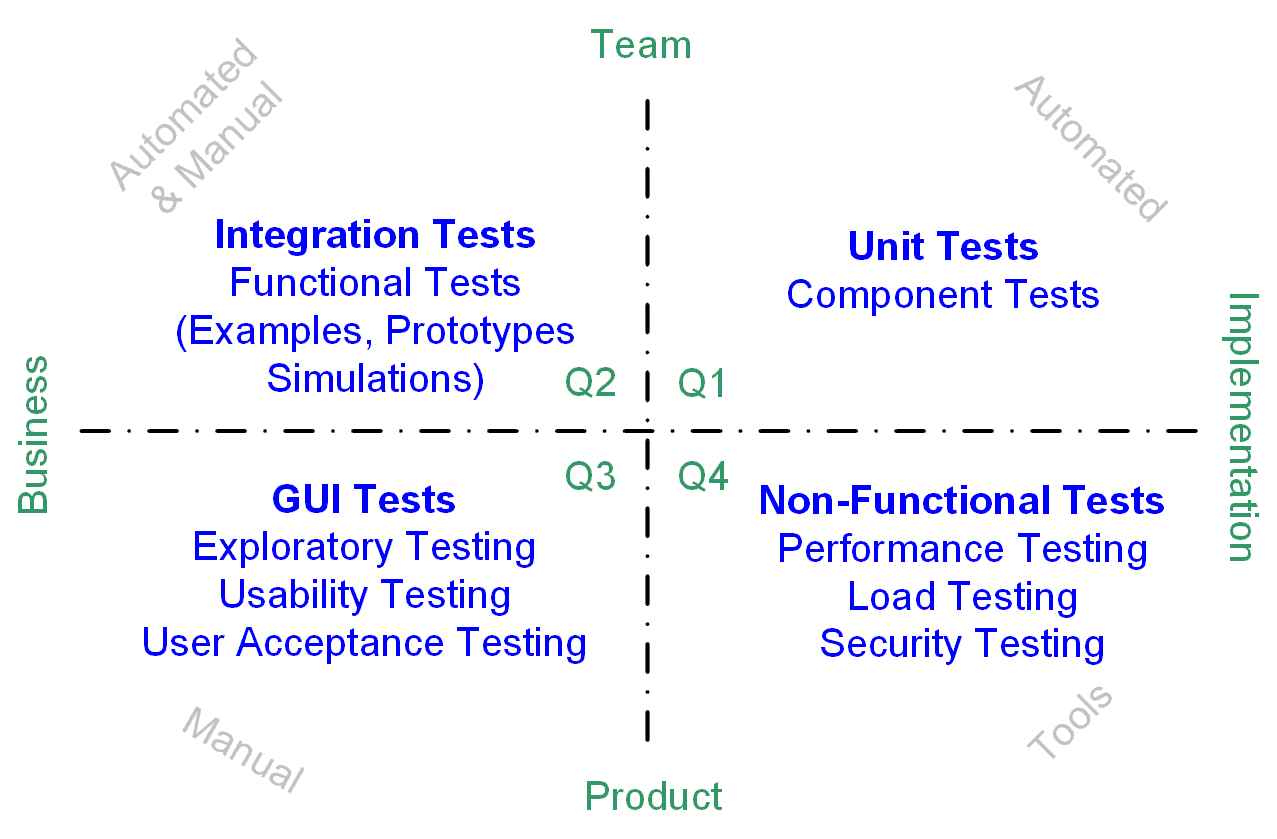 Team
Automated
& Manual
Automated
Integration Tests
Functional Tests
(Examples, Prototypes
Simulations)
Unit Tests
Component Tests
Q2
Q1
Business
Implementation
Q3
Q4
GUI Tests
Exploratory Testing
Usability Testing
User Acceptance Testing
Non-Functional Tests
Performance Testing
Load Testing
Security Testing
Manual
Tools
Product